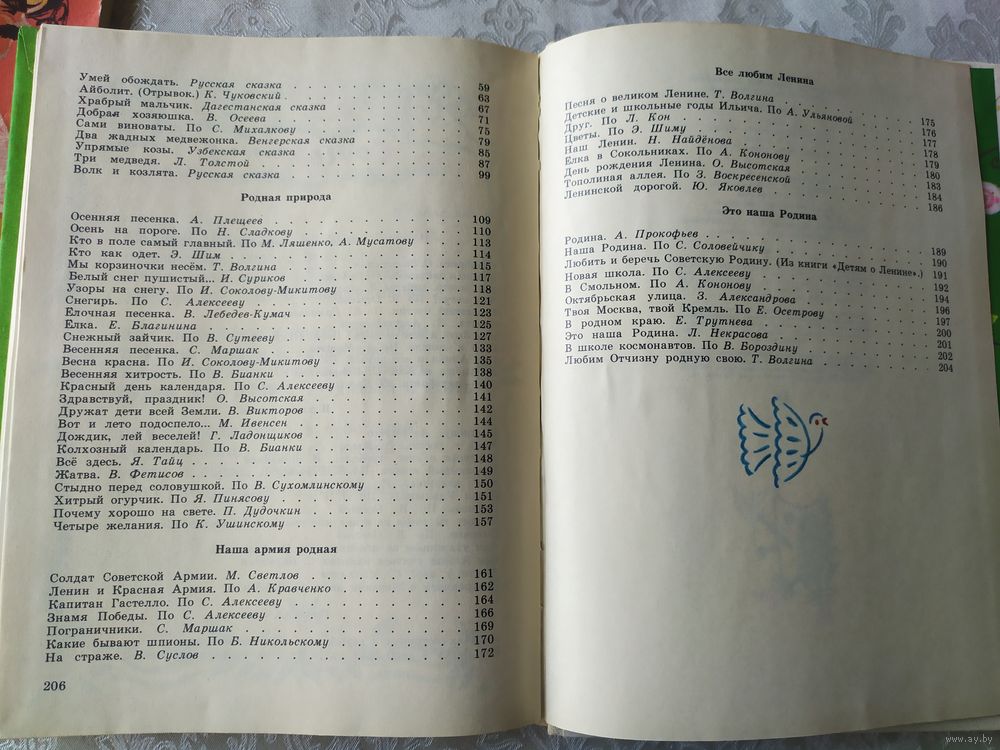 Умей обождать. Русская сказка . . . 59
Айболит. (Отрывок.) К. Чуковский . . . 63
Храбрый мальчик. Дагестанская сказка . . . 67
Добрая хозяюшка. В. Осеева . . . 71
Сами виноваты. По С. Михалкову . . . 75
Два жадных медвежонка. Венгерская сказка . . . 79
Упрямые козы. Узбекская сказка . . . 85
Три медведя. Л. Толстой . . . 87
Волк и козлята. Русская сказка . . . 99
Родная природа
Осенняя песенка. А. Плещеев . . . 109
Осень на пороге. По Н. Сладкову . . . 110
Кто в поле самый главный. По М. Ляшенко, А. Мусатову . . . 113
Кто как одет. Э. Шим . . . 114
Мы корзиночки несём. Т. Волгина . . . 115
Белый снег пушистый... И. Суриков . . . 117
Узоры на снегу. По И. Соколову-Микитову . . . 118
Снегирь. По С. Алексееву . . . 121
Ёлочная песенка. В. Лебедев-Кумач . . . 123
Ёлка. Е. Благинина . . . 125
Снежный зайчик. По В. Сутееву . . . 127
Весенняя песенка. С. Маршак . . . 133
Весна красна. По И. Соколову-Микитову . . . 135
Весенняя хитрость. По В. Бианки . . . 138
Красный день календаря. По С. Алексееву . . . 140
Здравствуй, праздник! О. Высотская . . . 141
Дружат дети всей Земли. В. Викторов . . . 142
Вот и лето подоспело... М. Ивенсен . . . 144
Дождик, лей веселей! Г. Ладонщиков . . . 145
Колхозный календарь. По В. Бианки . . . 147
Всё здесь. Я. Тайц . . . 148
Жатва. В. Фетисов . . . 149
Стыдно перед соловушкой. По В. Сухомлинскому . . . 150
Хитрый огурчик. По Я. Пинясову . . . 151
Почему хорошо на свете. П. Дудочкин . . . 153
Четыре желания. По К. Ушинскому . . . 157
Наша армия родная
Солдат Советской Армии. М. Светлов . . . 161
Ленин и Красная Армия. По А. Кравченко . . . 162
Капитан Гастелло. По С. Алексееву . . . 164
Знамя Победы. По С. Алексееву . . . 166
Пограничники. С. Маршак . . . 169
Какие бывают шпионы. По Б. Никольскому . . . 170
На страже. В. Суслов . . . 172
206
Все любим Ленина
Песня о великом Ленине. Т. Волгина . . . 175
Детские и школьные годы Ильича. По А. Ульяновой . . . 176
Друг. По Л. Кон . . . 177
Цветы. По Э. Шиму . . . 178
Наш Ленин. Н. Найдёнова . . . 179
Ёлка в Сокольниках. По А. Кононову . . . 180
День рождения Ленина. О. Высотская . . . 183
Тополиная аллея. По З. Воскресенской . . . 184
Ленинской дорогой. Ю. Яковлев . . . 186
Это наша Родина
Родина. А. Прокофьев . . . 189
Наша Родина. По С. Соловейчику . . . 190
Любить и беречь Советскую Родину. (Из книги «Детям о Ленине».) 191
Новая школа. По С. Алексееву . . . 192
В Смольном. По А. Кононову . . . 194
Октябрьская улица. З. Александрова . . . 196
Твоя Москва, твой Кремль. По Е. Осетрову . . . 197
В родном краю. Е. Трутнева . . . 200
Это наша Родина. Л. Некрасова . . . 201
В школе космонавтов. По В. Бороздину . . . 202
Любим Отчизну родную свою. Т. Волгина . . . 204
www.ay.by